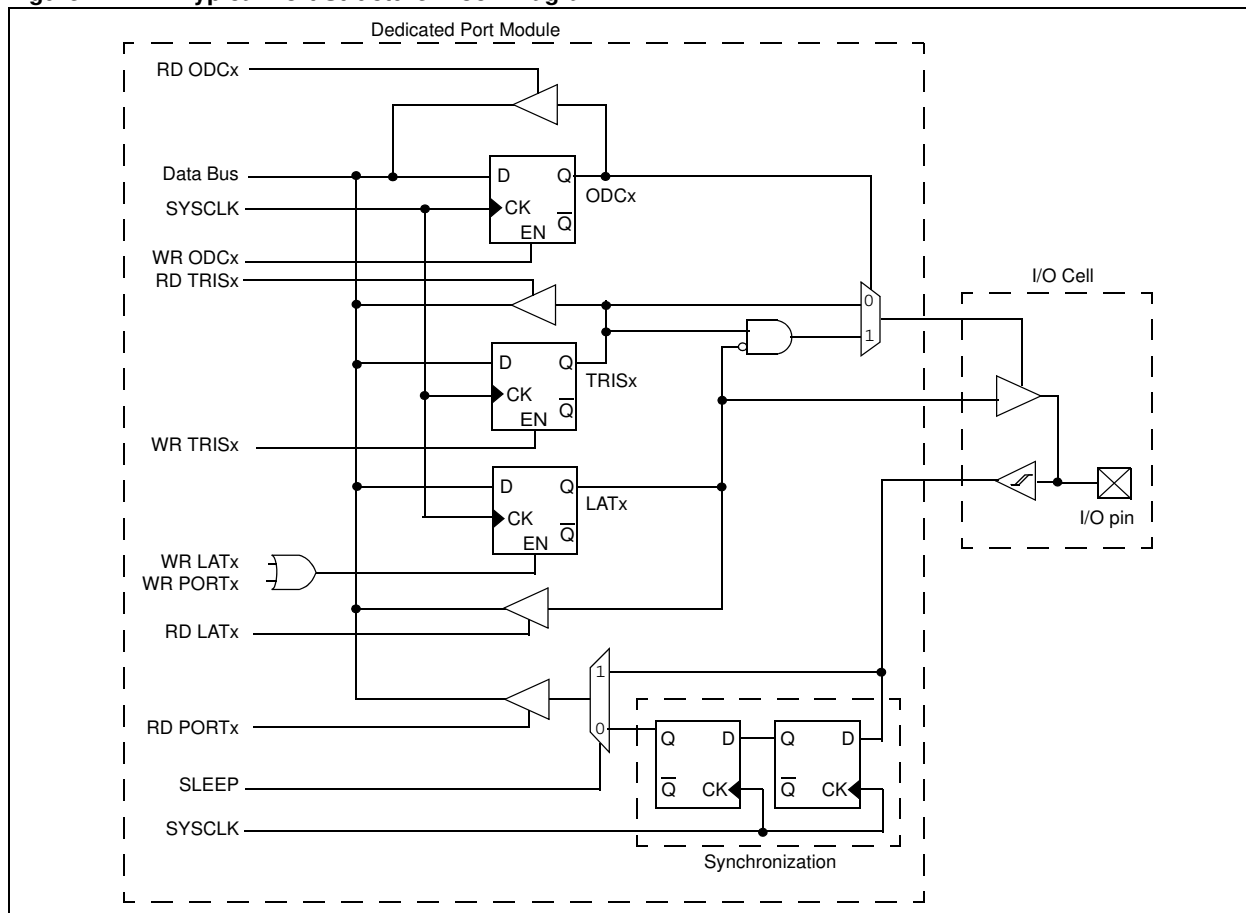 Dedicated Port Module
RD ODCx
Data Bus
D
Q
ODCx
SYSCLK
CK
Q
EN
WR ODCx
RD TRISx
I/O Cell
0
1
D
Q
TRISx
CK
Q
EN
WR TRISx
D
Q
LATx
CK
Q
EN
I/O pin
WR LATx
WR PORTx
RD LATx
1
0
RD PORTx
Q
D
Q
D
SLEEP
Q
CK
Q
CK
SYSCLK
Synchronization